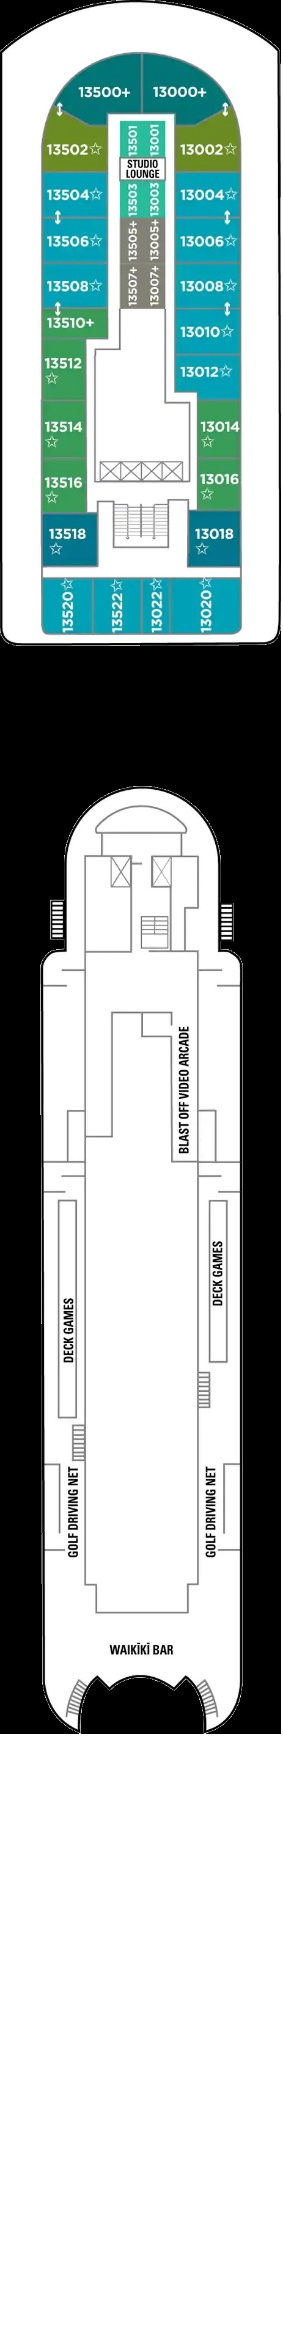 13500+ 13000+
13502☆ 13501 13001 13002☆
STUDIO
LOUNGE
13504☆ 13503 13003 13004☆
13506☆ 13505+ 13005+ 13006☆
13508☆ 13507+ 13007+ 13008☆
13510+ 13010☆
13512☆ 13012☆
13514☆ 13014☆
13516☆ 13016☆
13518☆ 13018☆
13520☆ 13522☆ 13022☆ 13020☆
BLAST OFF VIDEO ARCADE
DECK GAMES
DECK GAMES
GOLF DRIVING NET
GOLF DRIVING NET
WAIKĪKĪ BAR